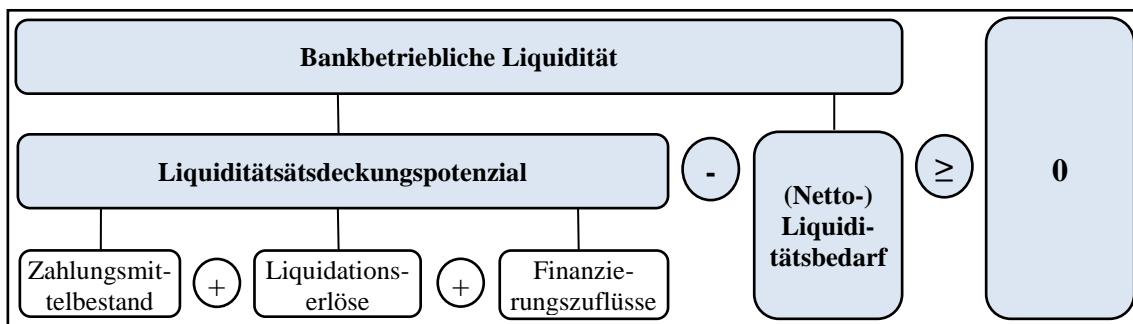 Bankbetriebliche Liquidität
Liquiditätsätsdeckungspotenzial
-
(Netto-)
Liquidi-
tätsbedarf
≥
0
Zahlungsmit-
telbestand
+
Liquidations-
erlöse
+
Finanzie-
rungszuflüsse